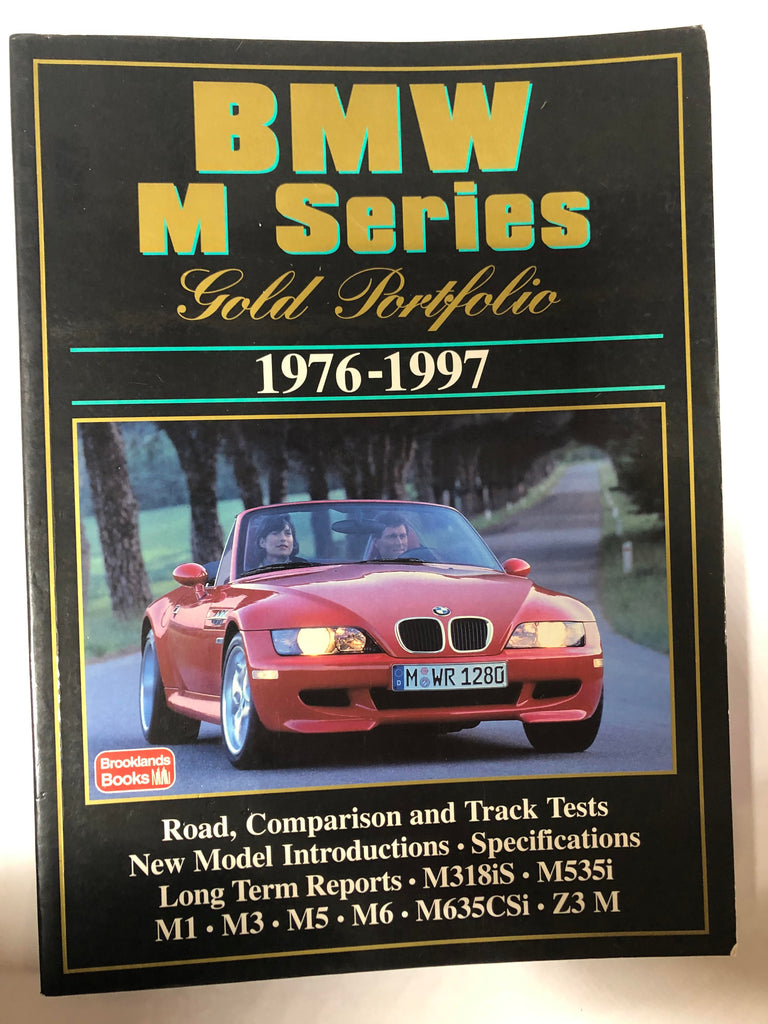 BMW
M Series
Gold Portfolio
1976-1997
M WR 1280
Brooklands
Books
Road, Comparison and Track Tests
New Model Introductions • Specifications
Long Term Reports • M318iS • M535i
M1 • M3 • M5 • M6 • M635CSi • Z3 M